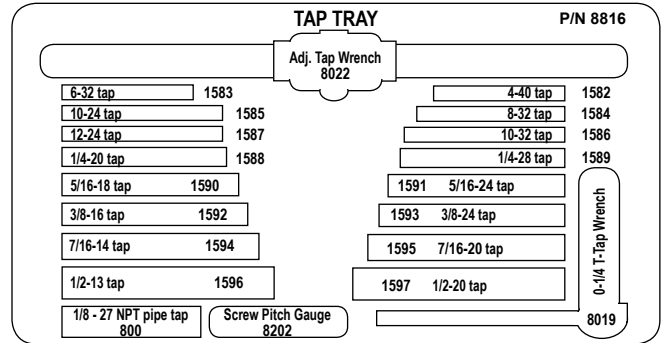 TAP TRAY
P/N 8816
Adj. Tap Wrench
8022
6-32 tap 1583
4-40 tap 1582
10-24 tap 1585
8-32 tap 1584
12-24 tap 1587
10-32 tap 1586
1/4-20 tap 1588
1/4-28 tap 1589
5/16-18 tap 1590
1591 5/16-24 tap
3/8-16 tap 1592
1593 3/8-24 tap
7/16-14 tap 1594
1595 7/16-20 tap
1/2-13 tap 1596
1597 1/2-20 tap
0-1/4 T-Tap Wrench
8019
1/8 - 27 NPT pipe tap
800
Screw Pitch Gauge
8202